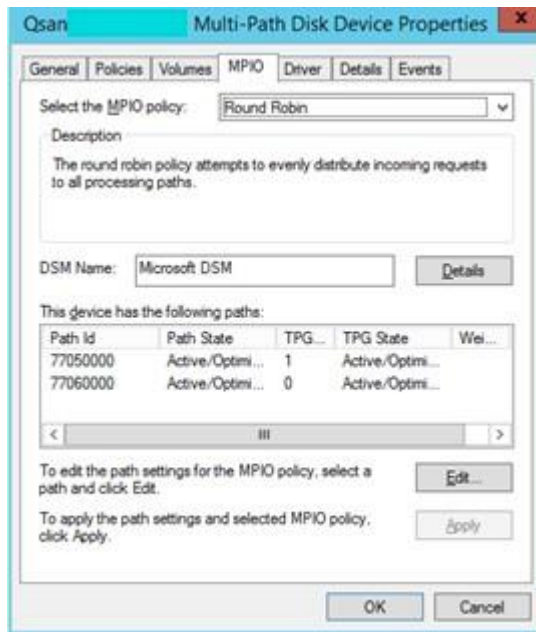 Qsan Multi-Path Disk Device Properties
General Policies Volumes MPIO Driver Details Events
Select the MPIO policy: Round Robin
Description
The round robin policy attempts to evenly distribute incoming requests
to all processing paths.
DSM Name: Microsoft DSM Details
This device has the following paths:
Path Id Path State TPG... TPG State Wei...
77050000 Active/Optimi... 1 Active/Optimi...
77060000 Active/Optimi... 0 Active/Optimi...
To edit the path settings for the MPIO policy, select a
path and click Edit.
Edit...
To apply the path settings and selected MPIO policy,
click Apply.
Apply
OK Cancel